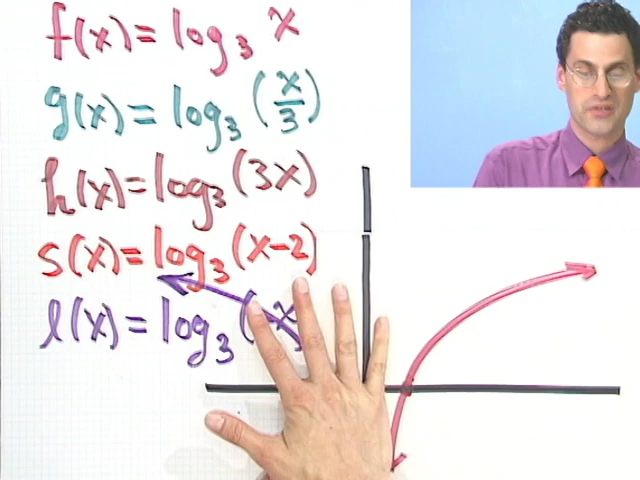 f(x) = log₃ x
g(x) = log₃ (x/3)
h(x) = log₃ (3x)
s(x) = log₃ (x-2)
l(x) = log₃ (